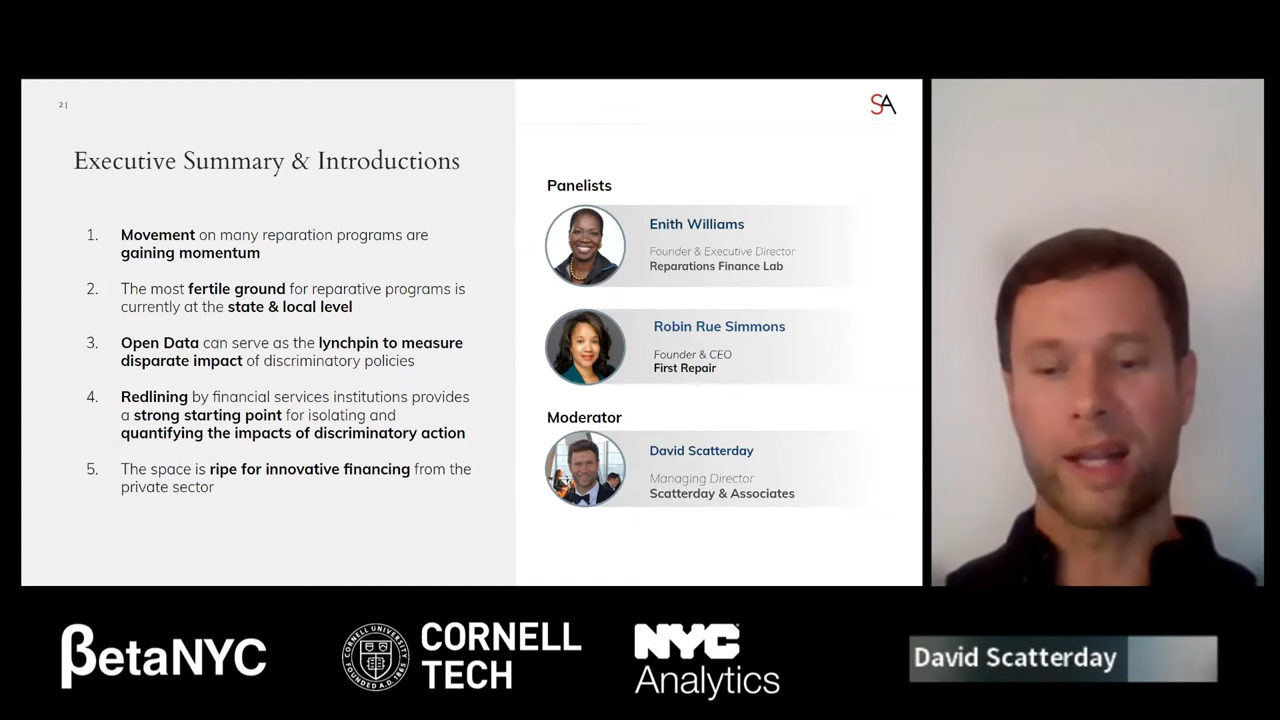 2 |
SA
Executive Summary & Introductions
1. Movement on many reparation programs are
gaining momentum
2. The most fertile ground for reparative programs is
currently at the state & local level
3. Open Data can serve as the lynchpin to measure
disparate impact of discriminatory policies
4. Redlining by financial services institutions provides
a strong starting point for isolating and
quantifying the impacts of discriminatory action
5. The space is ripe for innovative financing from the
private sector
Panelists
Enith Williams
Founder & Executive Director
Reparations Finance Lab
Robin Rue Simmons
Founder & CEO
First Repair
Moderator
David Scatterday
Managing Director
Scatterday & Associates
βetaNYC
CORNELL UNIVERSITY
FOUNDED A.D. 1865
CORNELL
TECH
NYC
Analytics
David Scatterday